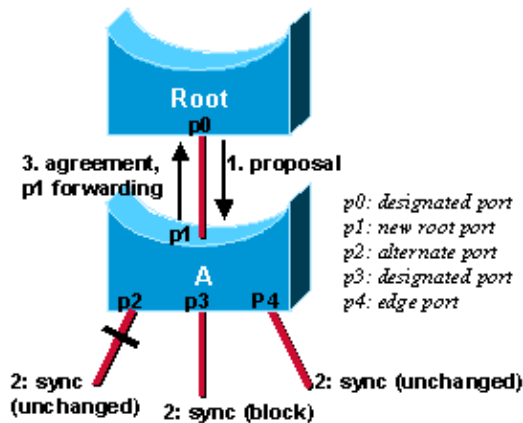 Root
p0
3. agreement,
p1 forwarding
1. proposal
p1
A
p2
p3
P4
p0: designated port
p1: new root port
p2: alternate port
p3: designated port
p4: edge port
2: sync
(unchanged)
2: sync (block)
2: sync (unchanged)